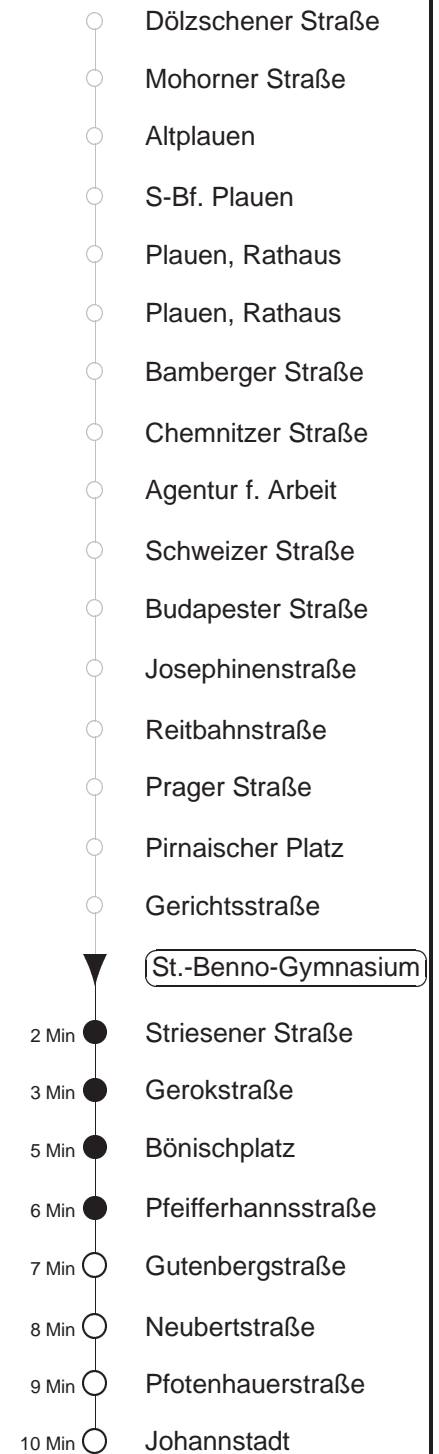 Dölzschener Straße
Mohorner Straße
Altplauen
S-Bf. Plauen
Plauen, Rathaus
Plauen, Rathaus
Bamberger Straße
Chemnitzer Straße
Agentur f. Arbeit
Schweizer Straße
Budapester Straße
Josephinenstraße
Reitbahnstraße
Prager Straße
Pirnaischer Platz
Gerichtsstraße
St.-Benno-Gymnasium
2 Min Striesener Straße
3 Min Gerokstraße
5 Min Bönischplatz
6 Min Pfeifferhannsstraße
7 Min Gutenbergstraße
8 Min Neubertstraße
9 Min Pfotenhauerstraße
10 Min Johannstadt